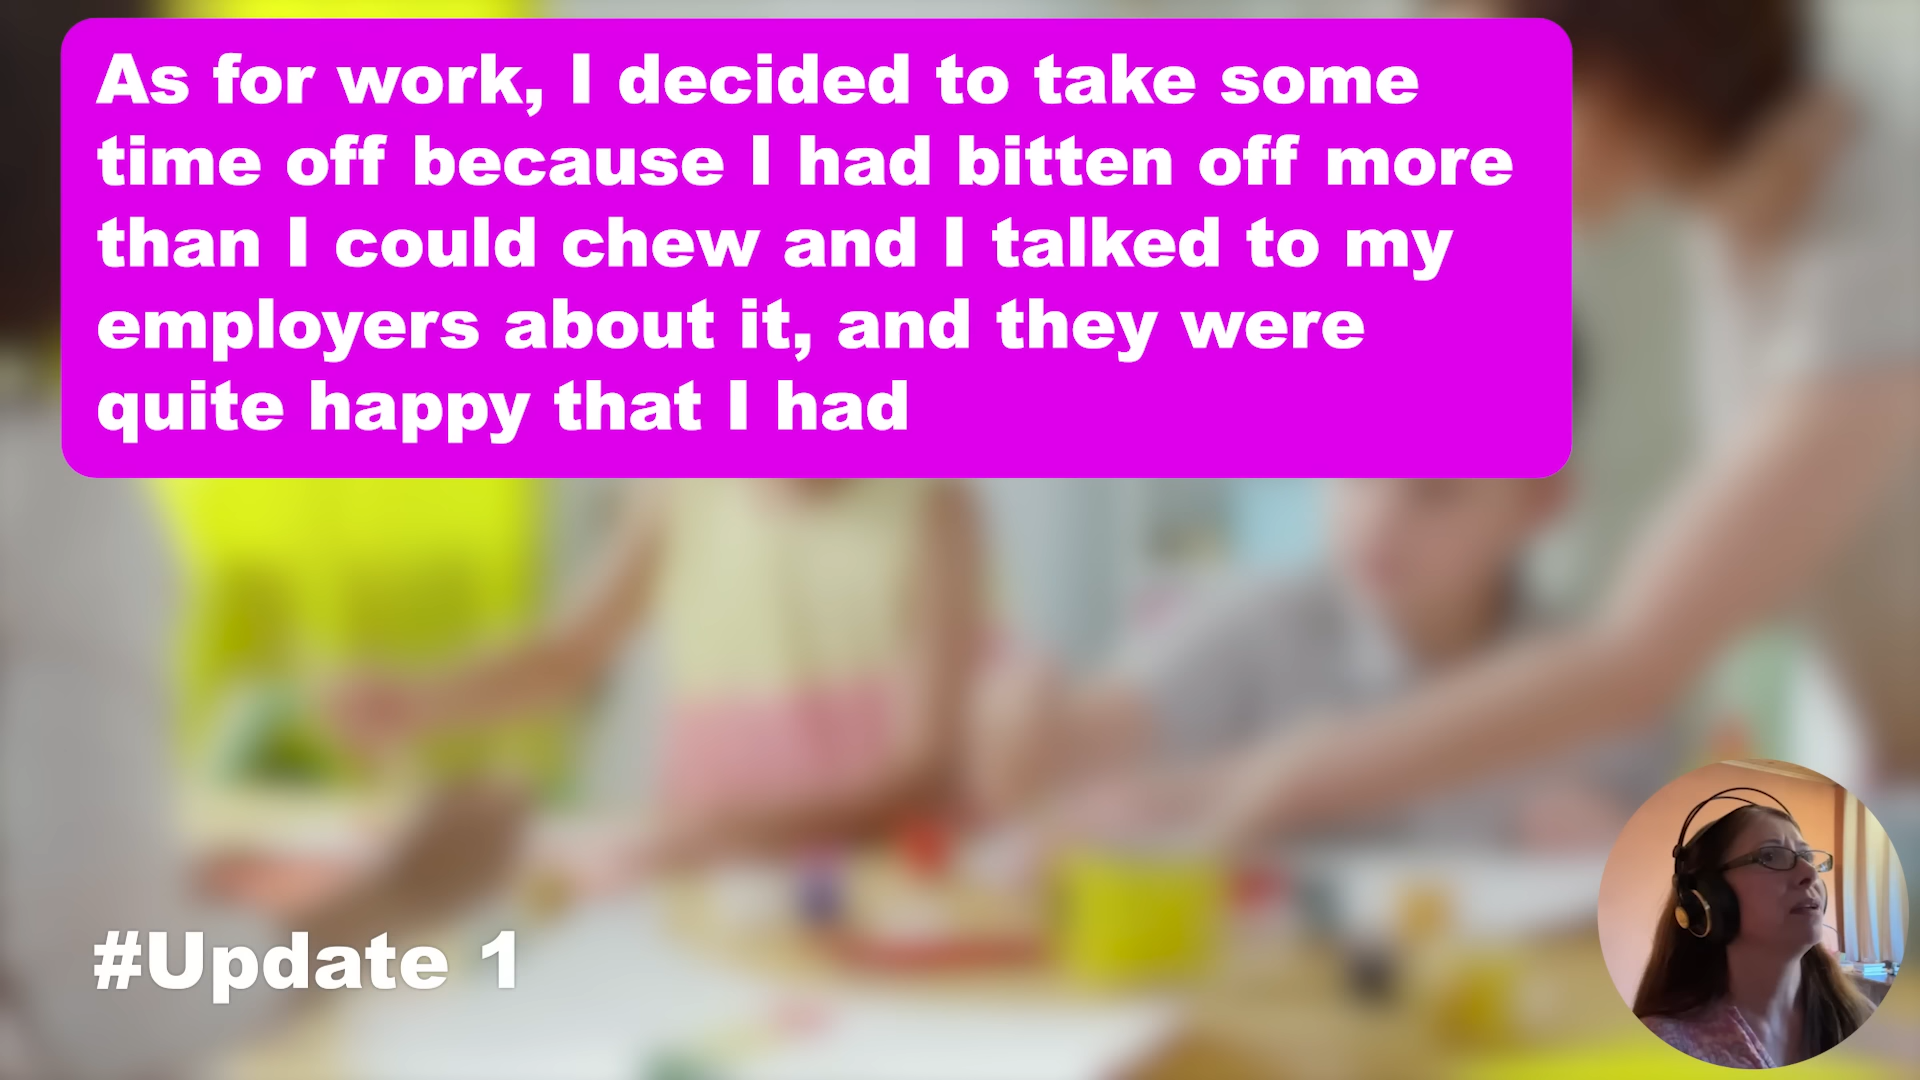 As for work, I decided to take some
time off because I had bitten off more
than I could chew and I talked to my
employers about it, and they were
quite happy that I had
#Update 1